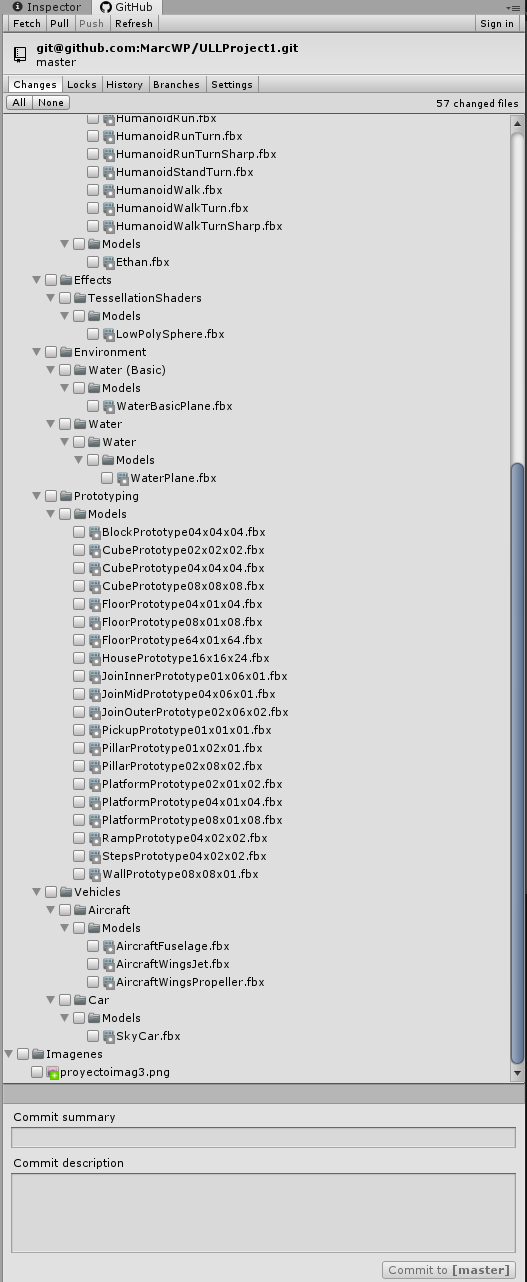 Inspector GitHub
Fetch Pull Push Refresh Sign in
git@github.com:MarcWP/ULLProject1.git
master
Changes Locks History Branches Settings
All None 57 changed files
HumanoidRun.fbx
HumanoidRunTurn.fbx
HumanoidRunTurnSharp.fbx
HumanoidStandTurn.fbx
HumanoidWalk.fbx
HumanoidWalkTurn.fbx
HumanoidWalkTurnSharp.fbx
Models
Ethan.fbx
Effects
TessellationShaders
Models
LowPolySphere.fbx
Environment
Water (Basic)
Models
WaterBasicPlane.fbx
Water
Water
Models
WaterPlane.fbx
Prototyping
Models
BlockPrototype04x04x04.fbx
CubePrototype02x02x02.fbx
CubePrototype04x04x04.fbx
CubePrototype08x08x08.fbx
FloorPrototype04x01x04.fbx
FloorPrototype08x01x08.fbx
FloorPrototype64x01x64.fbx
HousePrototype16x16x24.fbx
JoinInnerPrototype01x06x01.fbx
JoinMidPrototype04x06x01.fbx
JoinOuterPrototype02x06x02.fbx
PickupPrototype01x01x01.fbx
PillarPrototype01x02x01.fbx
PillarPrototype02x08x02.fbx
PlatformPrototype02x01x02.fbx
PlatformPrototype04x01x04.fbx
PlatformPrototype08x01x08.fbx
RampPrototype04x02x02.fbx
StepsPrototype04x02x02.fbx
WallPrototype08x08x01.fbx
Vehicles
Aircraft
Models
AircraftFuselage.fbx
AircraftWingsJet.fbx
AircraftWingsPropeller.fbx
Car
Models
SkyCar.fbx
Imagenes
proyectoimag3.png
Commit summary
Commit description
Commit to [master]